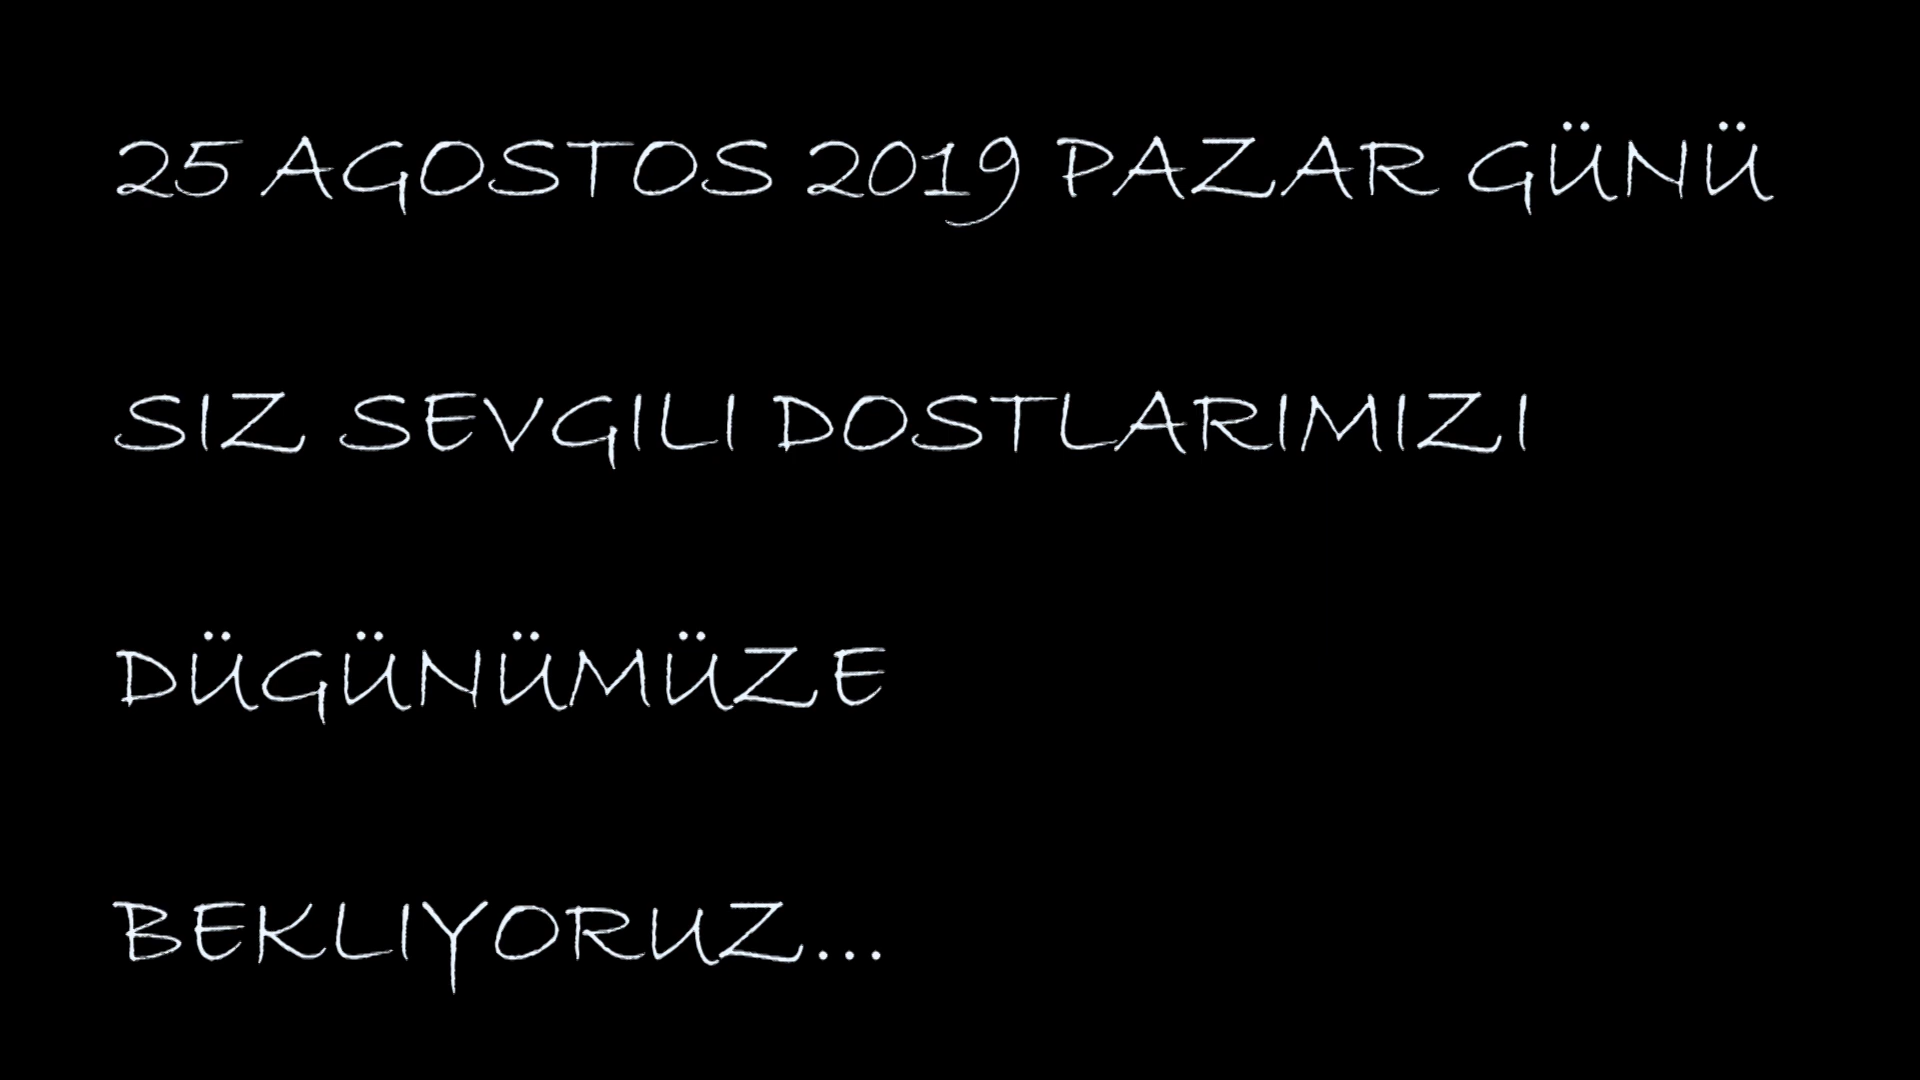 25 AGOSTOS 2019 PAZAR GÜNÜ
SIZ SEVGILI DOSTLARIMIZI
DÜGÜNÜMÜZE
BEKLIYORUZ...